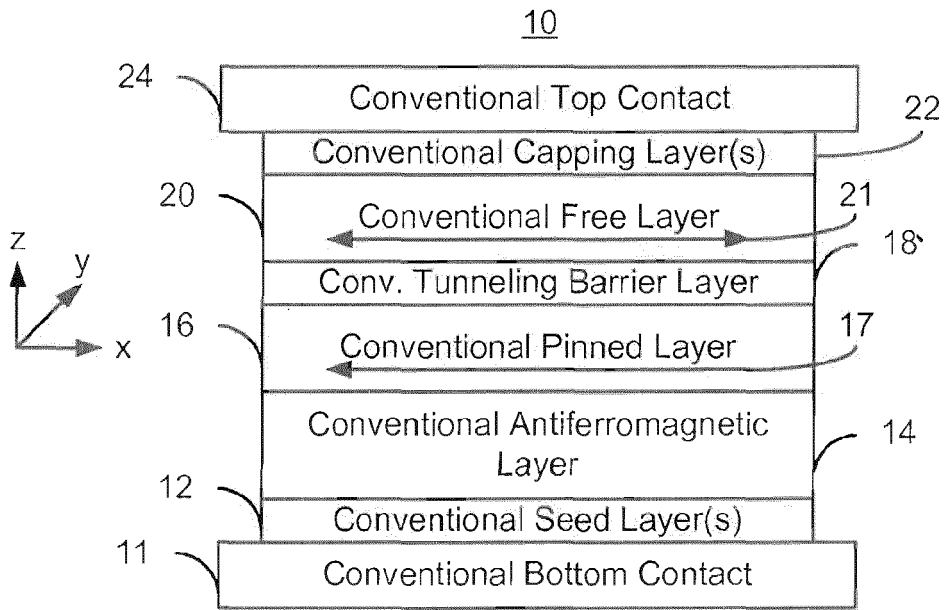 10
24
Conventional Top Contact
22
Conventional Capping Layer(s)
20
21
Conventional Free Layer
18`
z
y
x
Conv. Tunneling Barrier Layer
16
17
Conventional Pinned Layer
Conventional Antiferromagnetic
Layer
14
12
Conventional Seed Layer(s)
11
Conventional Bottom Contact